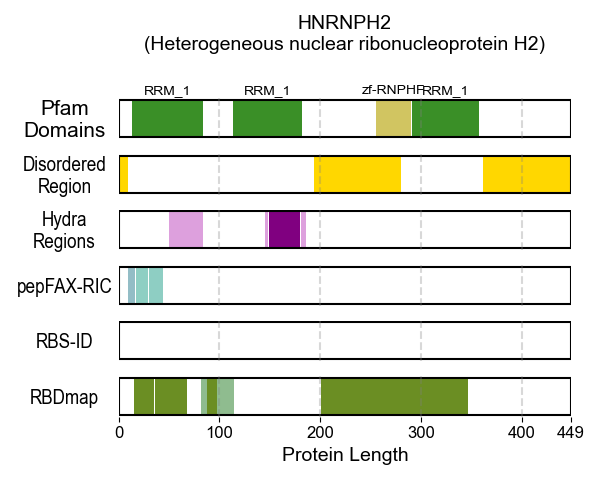 HNRNPH2
(Heterogeneous nuclear ribonucleoprotein H2)
RRM_1 RRM_1 zf-RNPHF RRM_1
Pfam
Domains
Disordered
Region
Hydra
Regions
pepFAX-RIC
RBS-ID
RBDmap
0 100 200 300 400 449
Protein Length